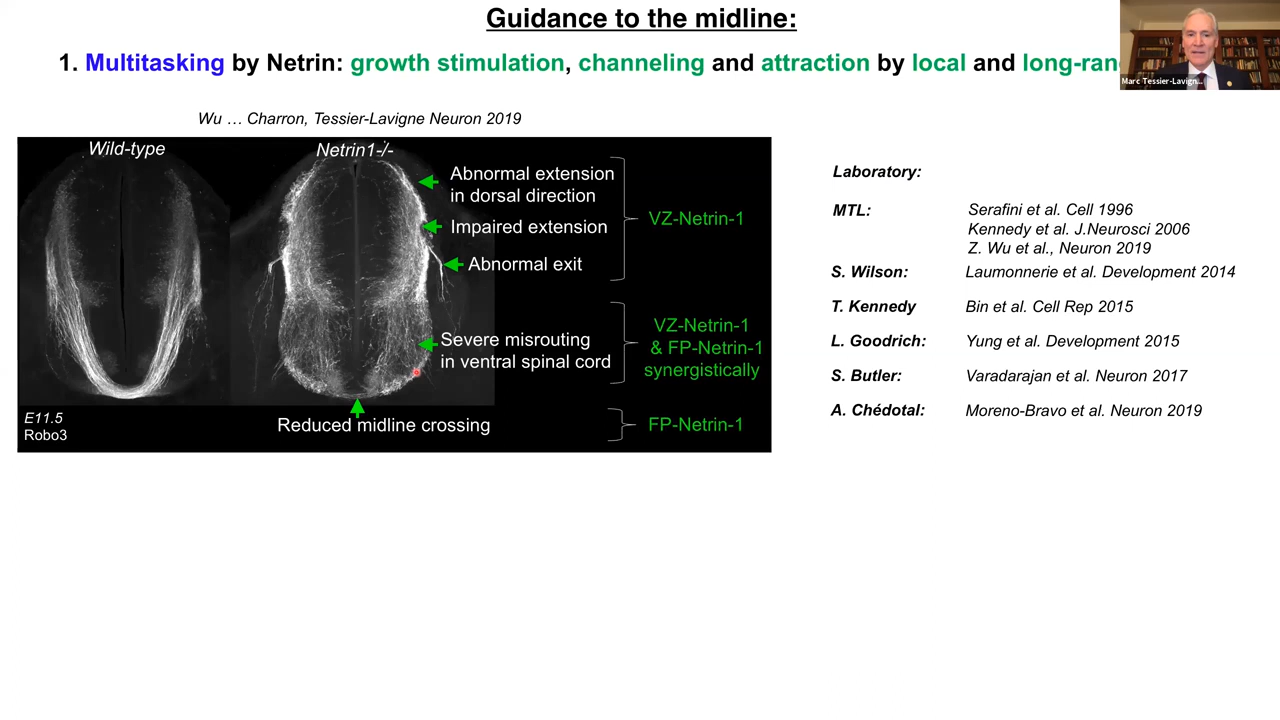 Guidance to the midline:
1. Multitasking by Netrin: growth stimulation, channeling and attraction by local and long-ran
Marc Tessier-Lavign...
Wu … Charron, Tessier-Lavigne Neuron 2019
Wild-type
Netrin1-/-
Abnormal extension
in dorsal direction
Impaired extension
Abnormal exit
VZ-Netrin-1
Severe misrouting
in ventral spinal cord
VZ-Netrin-1
& FP-Netrin-1
synergistically
Reduced midline crossing
FP-Netrin-1
E11.5
Robo3
Laboratory:
MTL:
Serafini et al. Cell 1996
Kennedy et al. J.Neurosci 2006
Z. Wu et al., Neuron 2019
S. Wilson: Laumonnerie et al. Development 2014
T. Kennedy Bin et al. Cell Rep 2015
L. Goodrich: Yung et al. Development 2015
S. Butler: Varadarajan et al. Neuron 2017
A. Chédotal: Moreno-Bravo et al. Neuron 2019